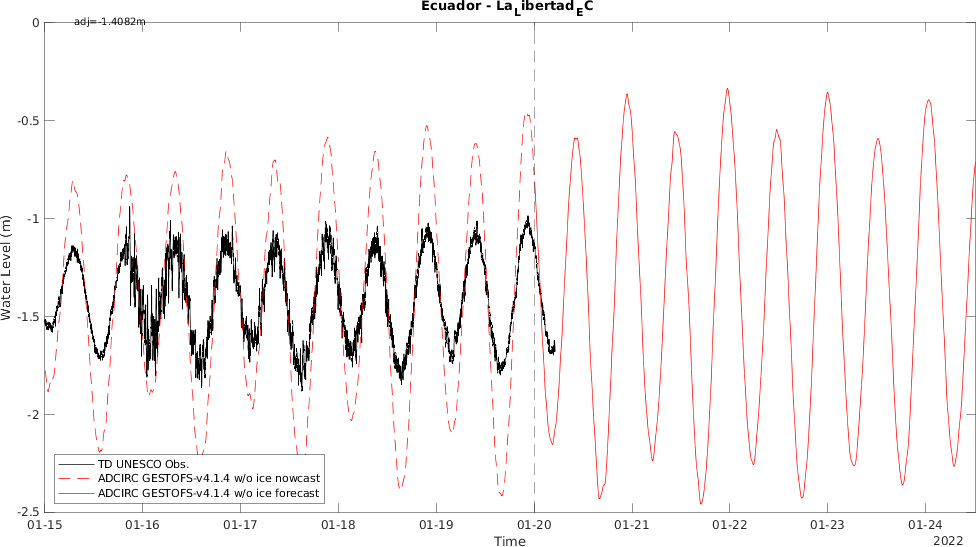 Ecuador - LaLibertadEC
adj=-1.4082m
0
-0.5
-1
-1.5
-2
-2.5
Water Level (m)
TD UNESCO Obs.
ADCIRC GESTOFS-v4.1.4 w/o ice nowcast
ADCIRC GESTOFS-v4.1.4 w/o ice forecast
01-15 01-16 01-17 01-18 01-19 01-20 01-21 01-22 01-23 01-24
Time
2022